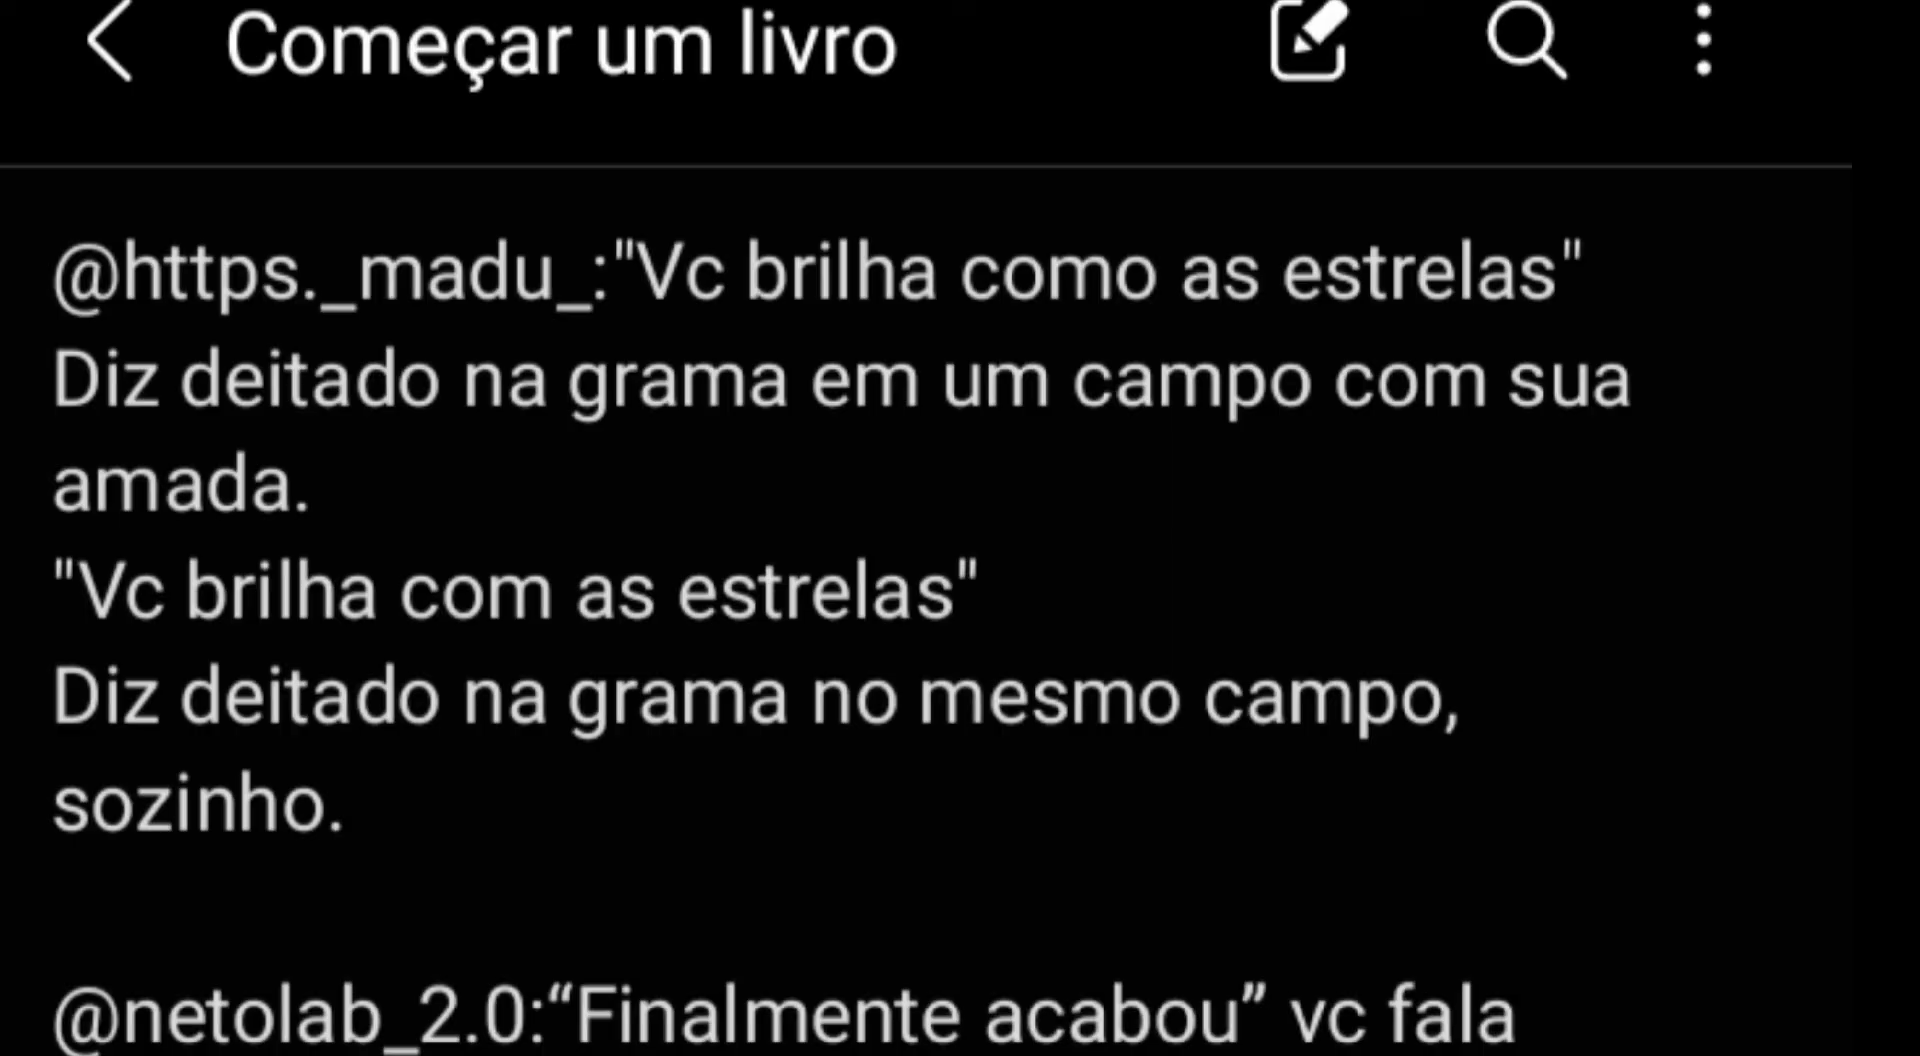 Começar um livro
@https._madu_:"Vc brilha como as estrelas"
Diz deitado na grama em um campo com sua
amada.
"Vc brilha com as estrelas"
Diz deitado na grama no mesmo campo,
sozinho.
@netolab_2.0:“Finalmente acabou” vc fala